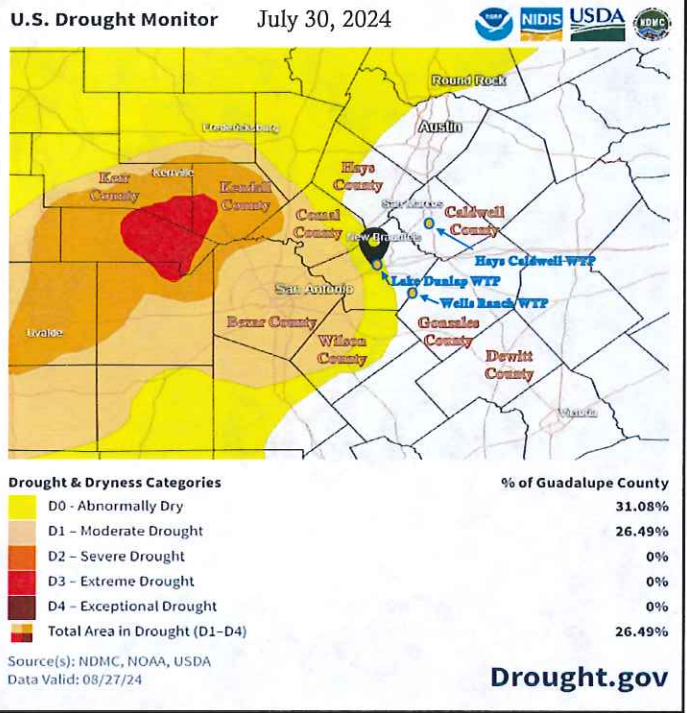 U.S. Drought Monitor July 30, 2024
NOAA NIDIS USDA NDMC
Round Rock
Austin
Fredericksburg
Hays
County
Kerr
County
Kerrville
Kendall
County
San Marcos
Comal
County
Caldwell
County
New Braunfels
Hays Caldwell WTP
Lake Dunlap WTP
San Antonio
Wells Ranch WTP
Uvalde
Bexar County
Gonzales
County
Wilson
County
Dewitt
County
Victoria
Drought & Dryness Categories % of Guadalupe County
D0 - Abnormally Dry 31.08%
D1 – Moderate Drought 26.49%
D2 – Severe Drought 0%
D3 – Extreme Drought 0%
D4 – Exceptional Drought 0%
Total Area in Drought (D1–D4) 26.49%
Source(s): NDMC, NOAA, USDA
Data Valid: 08/27/24
Drought.gov